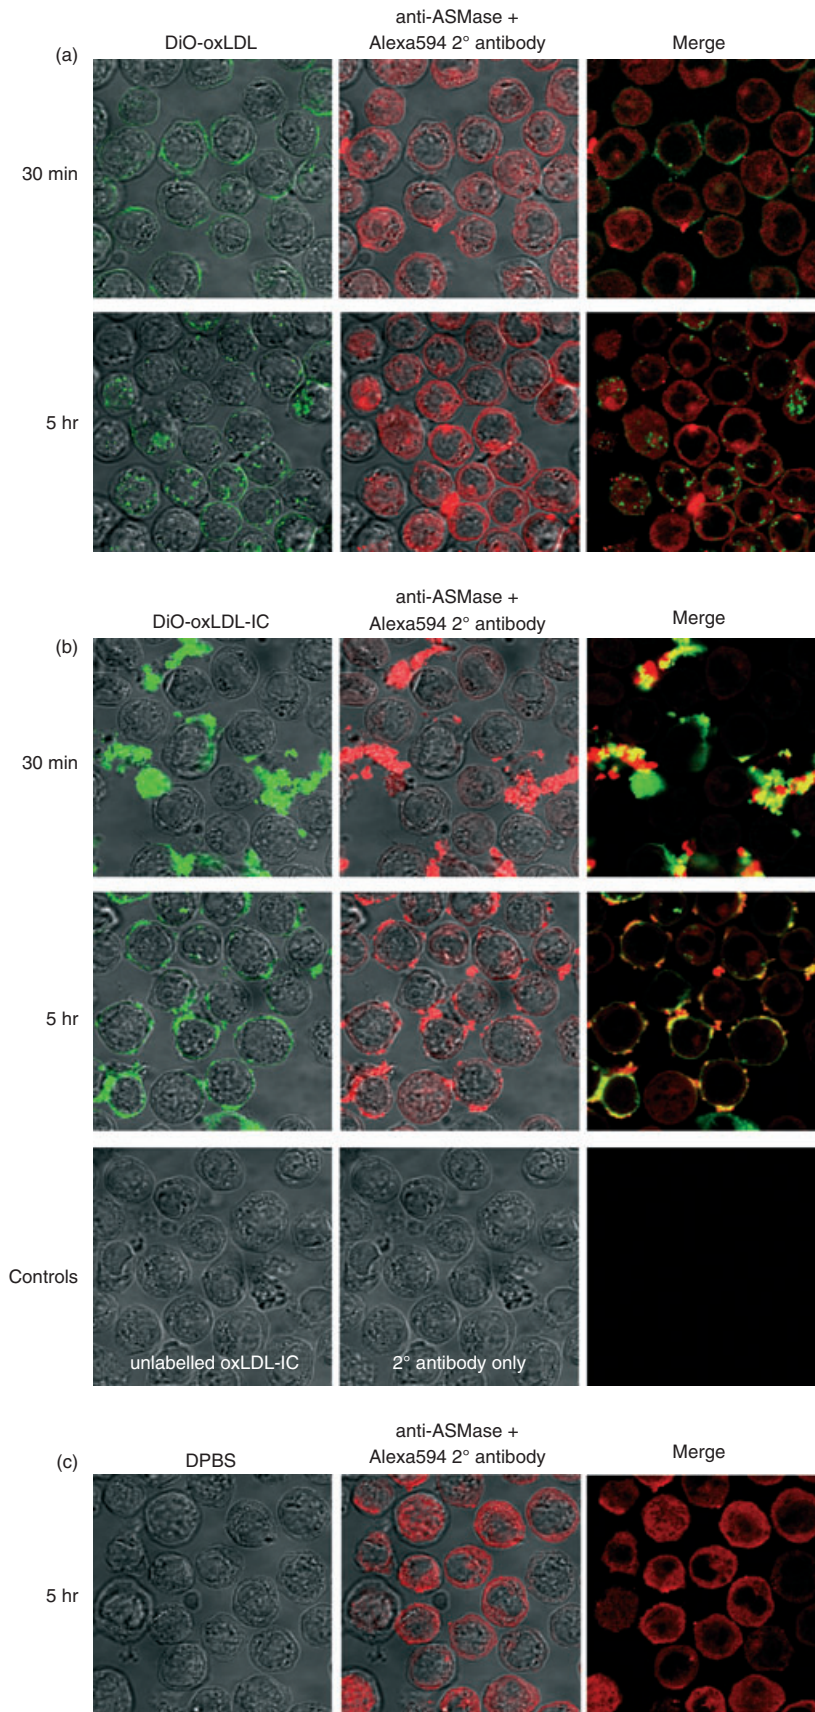 (a)
DiO-oxLDL
anti-ASMase +
Alexa594 2° antibody
Merge
30 min
5 hr
(b)
DiO-oxLDL-IC
anti-ASMase +
Alexa594 2° antibody
Merge
30 min
5 hr
Controls
unlabelled oxLDL-IC
2° antibody only
(c)
DPBS
anti-ASMase +
Alexa594 2° antibody
Merge
5 hr